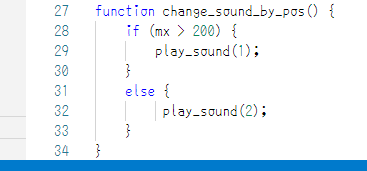 27 function change_sound_by_pos() {
28     if (mx > 200) {
29         play_sound(1);
30     }
31     else {
32          play_sound(2);
33     }
34 }